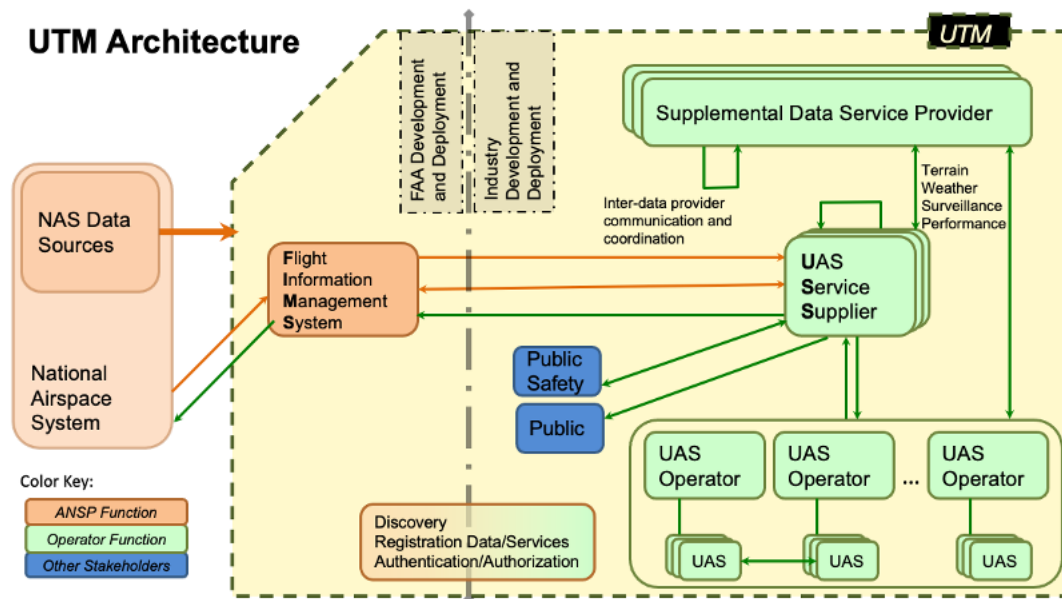 UTM Architecture
UTM
FAA Development
and Deployment
Industry
Development and
Deployment
Supplemental Data Service Provider
Terrain
Weather
Surveillance
Performance
Inter-data provider
communication and
coordination
NAS Data
Sources
National
Airspace
System
Flight
Information
Management
System
UAS
Service
Supplier
Public
Safety
Public
UAS
Operator
UAS
Operator
...
UAS
Operator
UAS
UAS
UAS
Color Key:
ANSP Function
Operator Function
Other Stakeholders
Discovery
Registration Data/Services
Authentication/Authorization